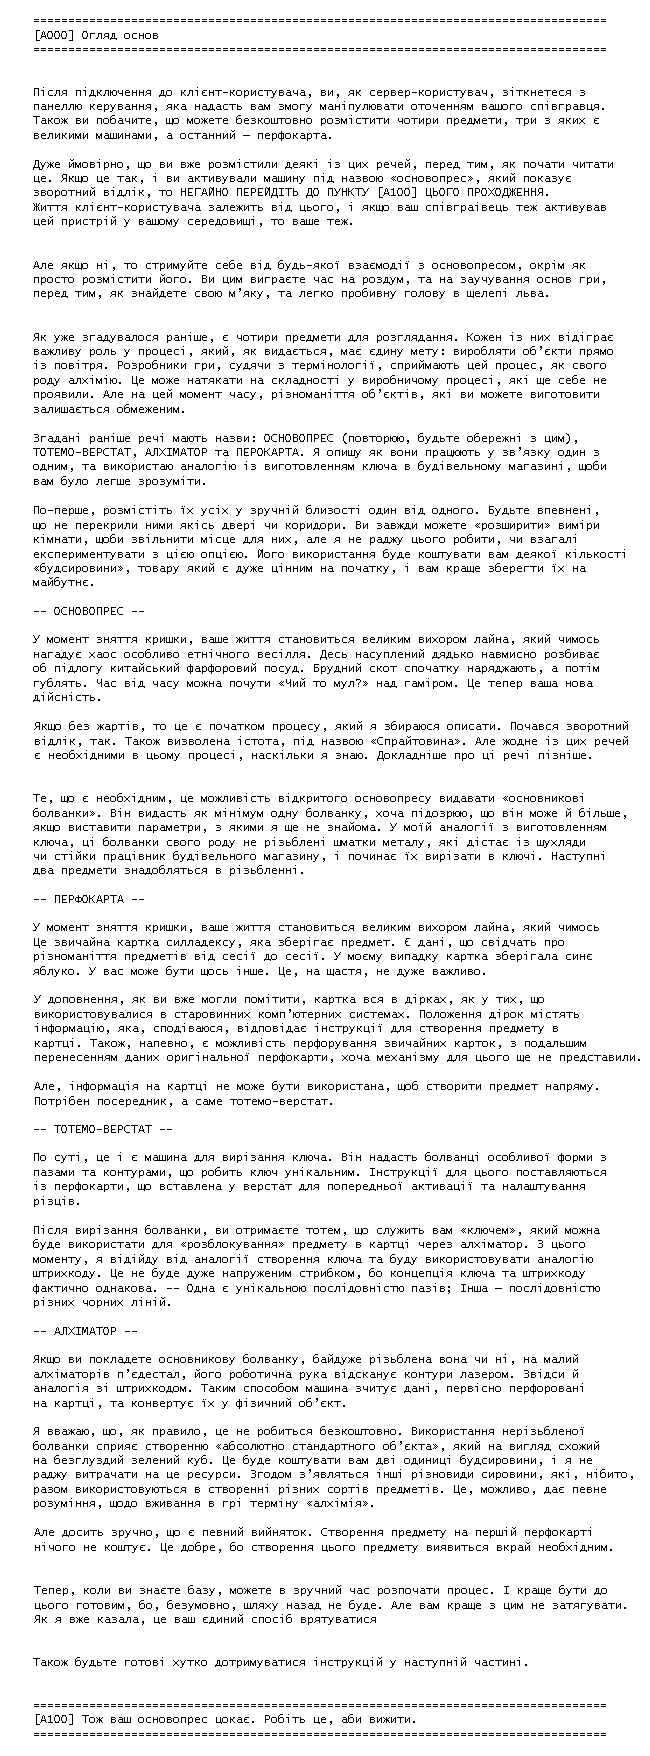 ==================================================================================
[А000] Огляд основ
==================================================================================
Після підключення до клієнт-користувача, ви, як сервер-користувач, зіткнетеся з
панеллю керування, яка надасть вам змогу маніпулювати оточенням вашого співгравця.
Також ви побачите, що можете безкоштовно розмістити чотири предмети, три з яких є
великими машинами, а останній — перфокарта.
Дуже ймовірно, що ви вже розмістили деякі із цих речей, перед тим, як почати читати
це. Якщо це так, і ви активували машину під назвою «основопрес», який показує
зворотний відлік, то НЕГАЙНО ПЕРЕЙДІТЬ ДО ПУНКТУ [А100] ЦЬОГО ПРОХОДЖЕННЯ.
Життя клієнт-користувача залежить від цього, і якщо ваш співграівець теж активував
цей пристрій у вашому середовищі, то ваше теж.
Але якщо ні, то стримуйте себе від будь-якої взаємодії з основопресом, окрім як
просто розмістити його. Ви цим виграєте час на роздум, та на заучування основ гри,
перед тим, як знайдете свою м'яку, та легко пробивну голову в щелепі льва.
Як уже згадувалося раніше, є чотири предмети для розглядання. Кожен із них відіграє
важливу роль у процесі, який, як видається, має єдину мету: виробляти об'єкти прямо
із повітря. Розробники гри, судячи з термінології, сприймають цей процес, як свого
роду алхімію. Це може натякати на складності у виробничому процесі, які ще себе не
проявили. Але на цей момент часу, різноманіття об'єктів, які ви можете виготовити
залишається обмеженим.
Згадані раніше речі мають назви: ОСНОВОПРЕС (повторюю, будьте обережні з цим),
ТОТЕМО-ВЕРСТАТ, АЛХІМАТОР та ПЕРОКАРТА. Я опишу як вони працюють у зв'язку один з
одним, та використаю аналогію із виготовленням ключа в будівельному магазині, щоби
вам було легше зрозуміти.
По-перше, розмістіть їх усіх у зручній близості один від одного. Будьте впевнені,
що не перекрили ними якісь двері чи коридори. Ви завжди можете «розширити» виміри
кімнати, щоби звільнити місце для них, але я не раджу цього робити, чи взагалі
експериментувати з цією опцією. Його використання буде коштувати вам деякої кількості
«будсировини», товару який є дуже цінним на початку, і вам краще зберегти їх на
майбутнє.
-- ОСНОВОПРЕС --
У момент зняття кришки, ваше життя становиться великим вихором лайна, який чимось
нагадує хаос особливо етнічного весілля. Десь наступлений дядько навмисно розбиває
об підлогу китайський фарфоровий посуд. Брудний скот спочатку наряджають, а потім
гублять. Час від часу можна почути «Чий то мул?» над гаміром. Це тепер ваша нова
дійсність.
Якщо без жартів, то це є початком процесу, який я збираюся описати. Почався зворотний
відлік, так. Також визволена істота, під назвою «Спрайтовина». Але жодне із цих речей
є необхідними в цьому процесі, наскільки я знаю. Докладніше про ці речі пізніше.
Те, що є необхідним, це можливість відкритого основопресу видавати «основникові
болванки». Він видасть як мінімум одну болванку, хоча підозрюю, що він може й більше,
якщо виставити параметри, з якими я ще не знайома. У моїй аналогії з виготовленням
ключа, ці болванки свого роду не різьблені шматки металу, які дістає із шухляди
чи стійки працівник будівельного магазину, і починає їх вирізати в ключі. Наступні
два предмети знадобляться в різьбленні.
-- ПЕРФОКАРТА --
У момент зняття кришки, ваше життя становиться великим вихором лайна, який чимось
Це звичайна картка силладексу, яка зберігає предмет. Є дані, що свідчать про
різноманіття предметів від сесії до сесії. У моєму випадку картка зберігала синє
яблуко. У вас може бути щось інше. Це, на щастя, не дуже важливо.
У доповнення, як ви вже могли помітити, картка вся в дірках, як у тих, що
використовувалися в старовинних комп'ютерних системах. Положення дірок містять
інформацію, яка, сподіваюся, відповідає інструкції для створення предмету в
картці. Також, напевно, є можливість перфорування звичайних карток, з подальшим
перенесенням даних оригінальної перфокарти, хоча механізму для цього ще не представили.
Але, інформація на картці не може бути використана, щоб створити предмет напряму.
Потрібен посередник, а саме тотемо-верстат.
-- ТОТЕМО-ВЕРСТАТ --
По суті, це і є машина для вирізання ключа. Він надасть болванці особливої форми з
пазами та контурами, що робить ключ унікальним. Інструкції для цього поставляються
із перфокарти, що вставлена у верстат для попередньої активації та налаштування
різців.
Після вирізання болванки, ви отримаєте тотем, що служить вам «ключем», який можна
буде використати для «розблокування» предмету в картці через алхіматор. З цього
моменту, я відійду від аналогії створення ключа та буду використовувати аналогію
штрихкоду. Це не буде дуже напруженим стрибком, бо концепція ключа та штрихкоду
фактично однакова. -- Одна є унікальною послідовністю пазів; Інша — послідовністю
різних чорних ліній.
-- АЛХІМАТОР --
Якщо ви покладете основникову болванку, байдуже різьблена вона чи ні, на малий
алхіматорів п'єдестал, його роботична рука відсканує контури лазером. Звідси й
аналогія зі штрихкодом. Таким способом машина зчитує дані, первісно перфоровані
на картці, та конвертує їх у фізичний об'єкт.
Я вважаю, що, як правило, це не робиться безкоштовно. Використання нерізьбленої
болванки сприяє створенню «абсолютно стандартного об'єкта», який на вигляд схожий
на безглуздий зелений куб. Це буде коштувати вам дві одиниці будсировини, і я не
раджу витрачати на це ресурси. Згодом з'являться інші різновиди сировини, які, нібито,
разом використовуються в створенні різних сортів предметів. Це, можливо, дає певне
розуміння, щодо вживання в грі терміну «алхімія».
Але досить зручно, що є певний вийняток. Створення предмету на першій перфокарті
нічого не коштує. Це добре, бо створення цього предмету виявиться вкрай необхідним.
Тепер, коли ви знаєте базу, можете в зручний час розпочати процес. І краще бути до
цього готовим, бо, безумовно, шляху назад не буде. Але вам краще з цим не затягувати.
Як я вже казала, це ваш єдиний спосіб врятуватися
Також будьте готові хутко дотримуватися інструкцій у наступній частині.
==================================================================================
[А100] Тож ваш основопрес цокає. Робіть це, аби вижити.
==================================================================================